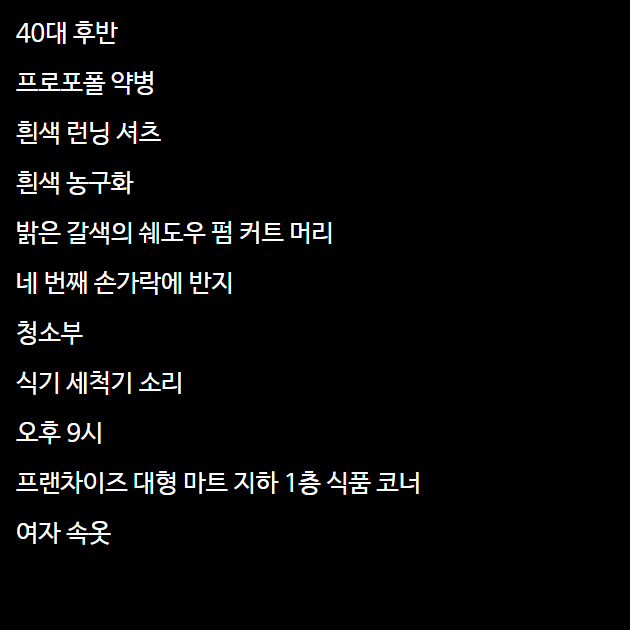 40대 후반
프로포폴 약병
흰색 런닝 셔츠
흰색 농구화
밝은 갈색의 쉐도우 펌 커트 머리
네 번째 손가락에 반지
청소부
식기 세척기 소리
오후 9시
프랜차이즈 대형 마트 지하 1층 식품 코너
여자 속옷